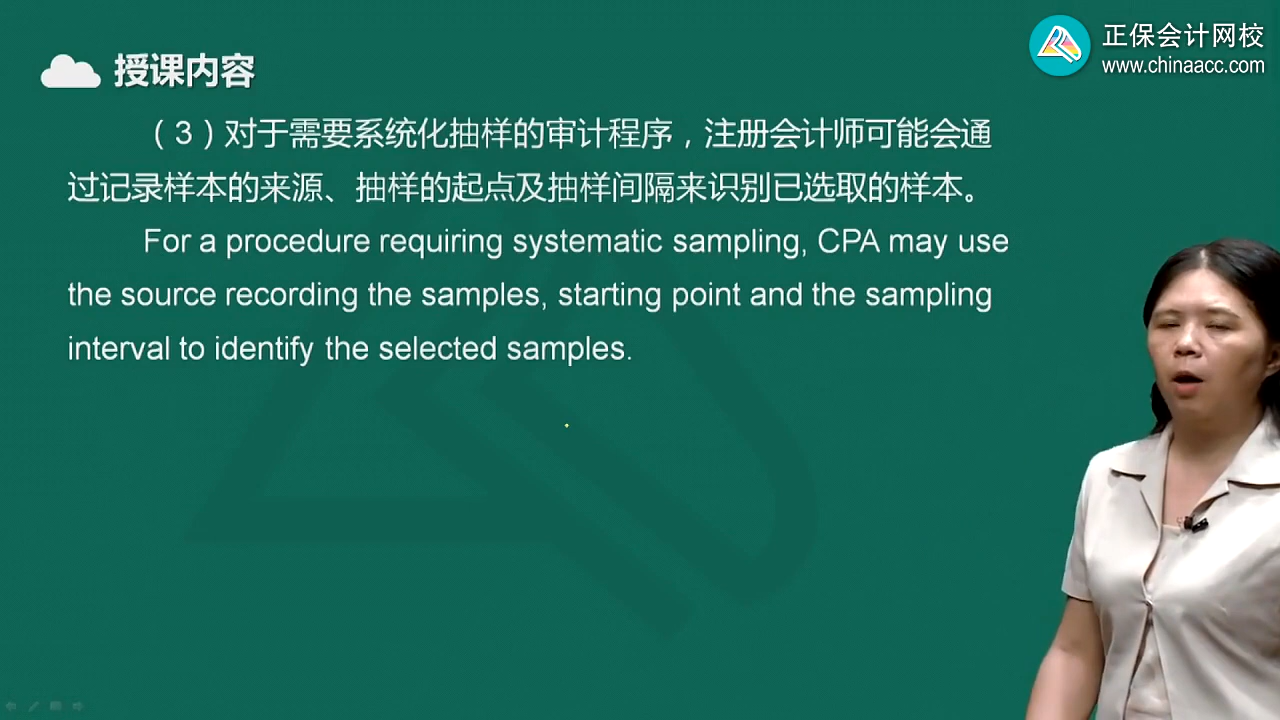 正保会计网校
www.chinaacc.com
授课内容
（3）对于需要系统化抽样的审计程序，注册会计师可能会通
过记录样本的来源、抽样的起点及抽样间隔来识别已选取的样本。
For a procedure requiring systematic sampling, CPA may use
the source recording the samples, starting point and the sampling
interval to identify the selected samples.